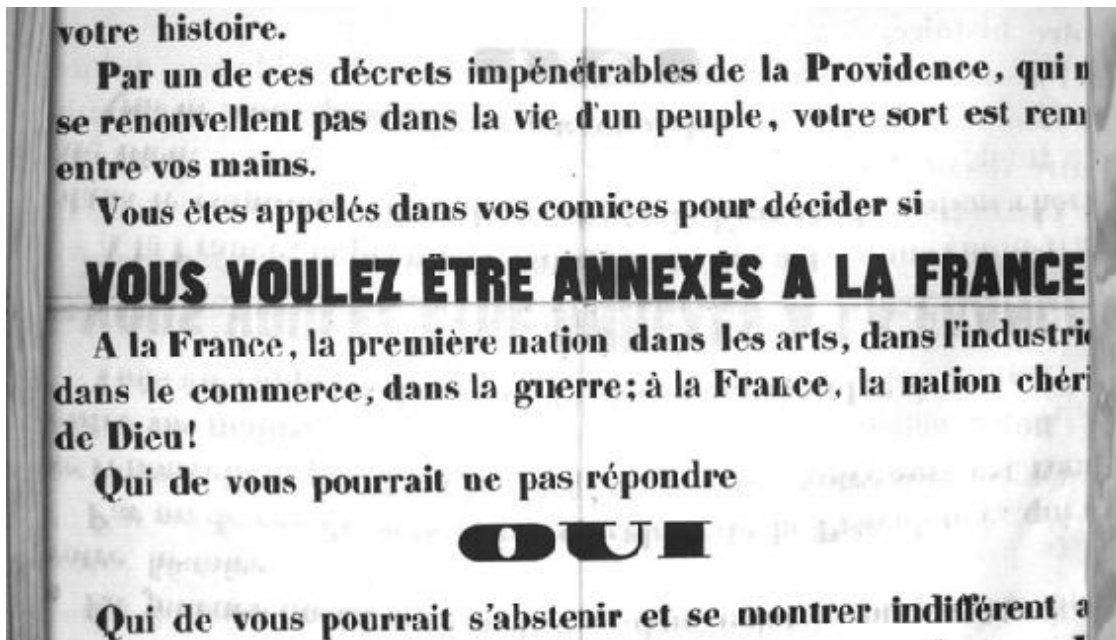 votre histoire.
Par un de ces décrets impénétrables de la Providence, qui n
se renouvellent pas dans la vie d'un peuple, votre sort est rem
entre vos mains.
Vous êtes appelés dans vos comices pour décider si
VOUS VOULEZ ÊTRE ANNEXÉS A LA FRANCE
A la France, la première nation dans les arts, dans l'industrie
dans le commerce, dans la guerre; à la France, la nation chéri
de Dieu!
Qui de vous pourrait ne pas répondre
OUI
Qui de vous pourrait s'abstenir et se montrer indifférent a